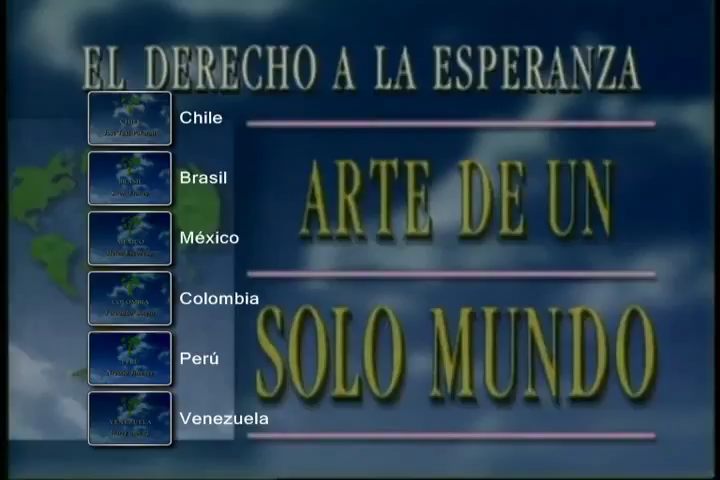 EL DERECHO A LA ESPERANZA
Chile
ARTE DE UN
Brasil
México
SOLO MUNDO
Colombia
Perú
Venezuela